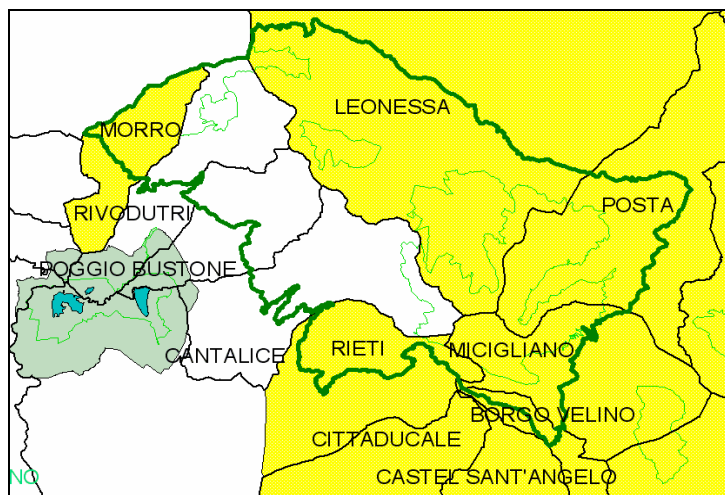 LEONESSA
MORRO
POSTA
RIVODUTRI
POGGIO BUSTONE
RIETI
MICIGLIANO
CANTALICE
BORGO VELINO
CITTADUCALE
CASTEL SANT'ANGELO
NO